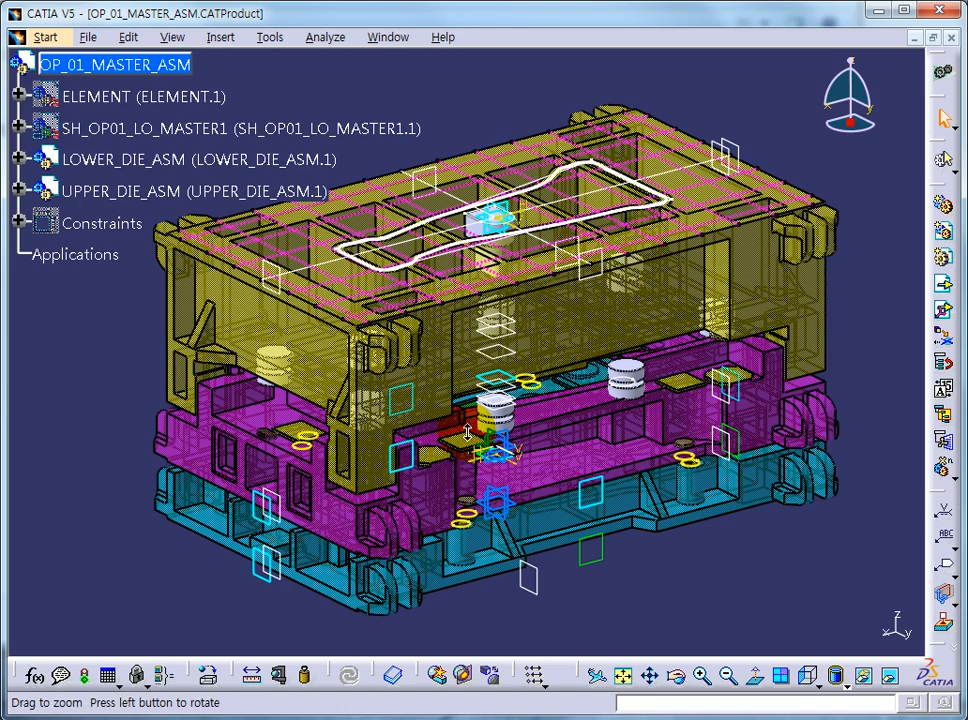 CATIA V5 - [OP_01_MASTER_ASM.CATProduct]
Start File Edit View Insert Tools Analyze Window Help
OP_01_MASTER_ASM
ELEMENT (ELEMENT.1)
SH_OP01_LO_MASTER1 (SH_OP01_LO_MASTER1.1)
LOWER_DIE_ASM (LOWER_DIE_ASM.1)
UPPER_DIE_ASM (UPPER_DIE_ASM.1)
Constraints
Applications
ABC
z
x y
f(x)
CATIA
Drag to zoom Press left button to rotate